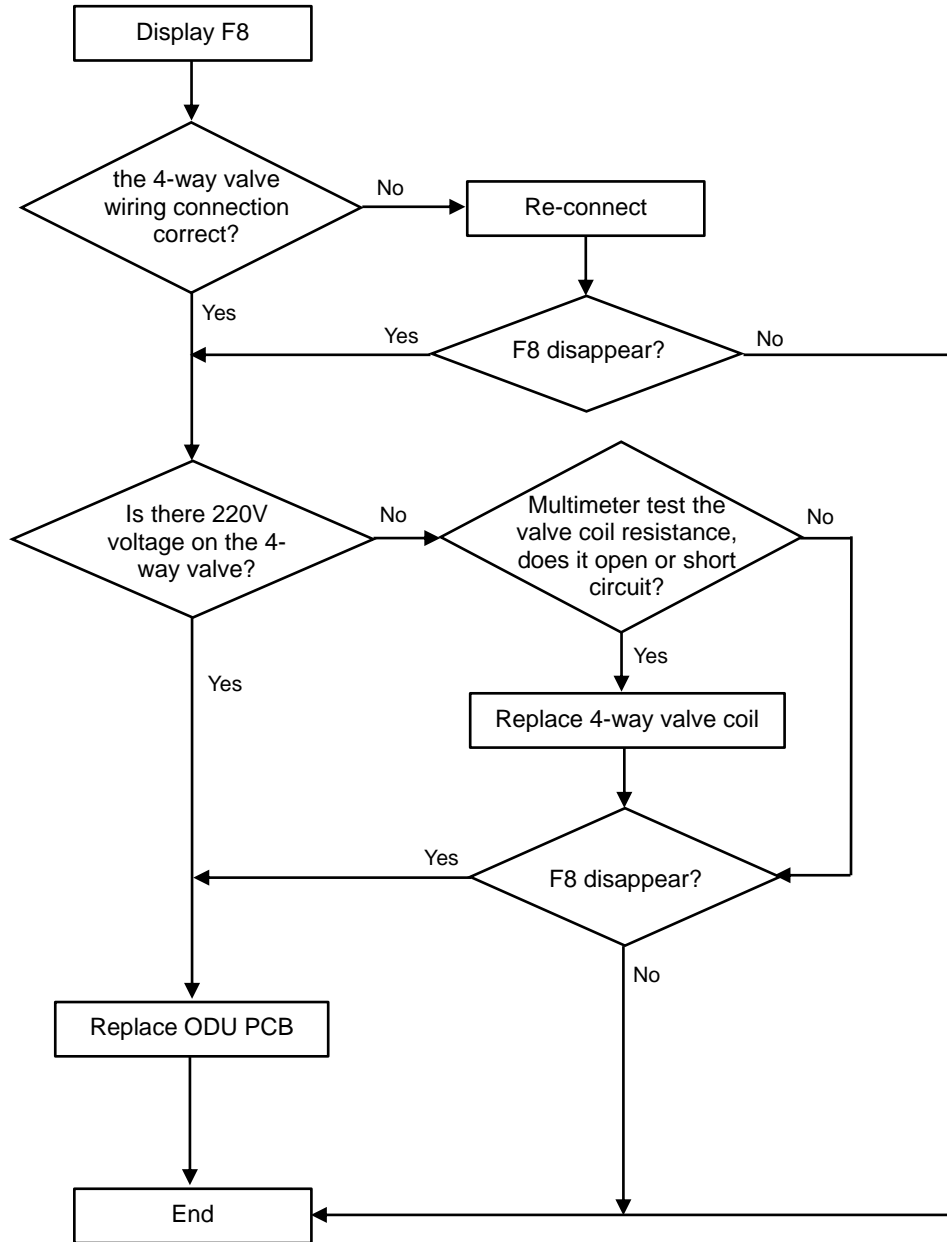 Display F8
the 4-way valve
wiring connection
correct?
No
Re-connect
Yes
Yes
F8 disappear?
No
Is there 220V
voltage on the 4-
way valve?
No
Multimeter test the
valve coil resistance,
does it open or short
circuit?
No
Yes
Yes
Replace 4-way valve coil
Yes
F8 disappear?
No
Replace ODU PCB
End